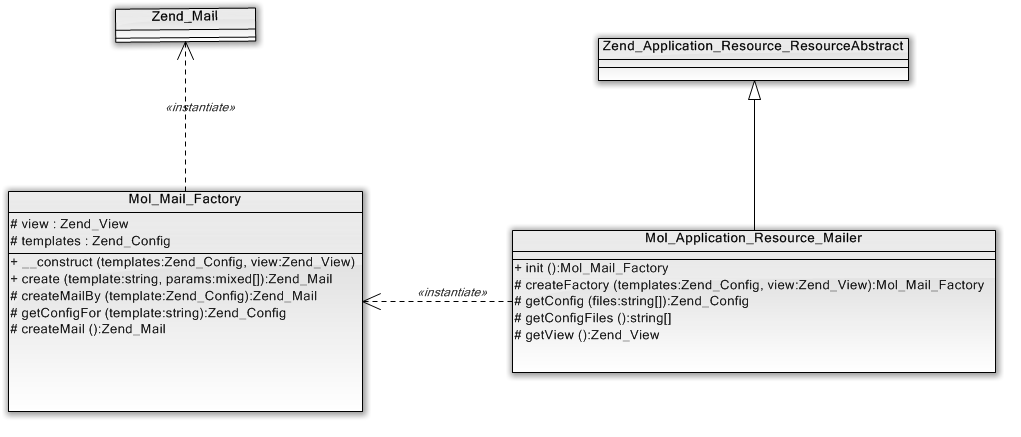 Zend_Mail
«instantiate»
Mol_Mail_Factory
# view : Zend_View
# templates : Zend_Config
+ __construct (templates:Zend_Config, view:Zend_View)
+ create (template:string, params:mixed[]):Zend_Mail
# createMailBy (template:Zend_Config):Zend_Mail
# getConfigFor (template:string):Zend_Config
# createMail ():Zend_Mail
«instantiate»
Zend_Application_Resource_ResourceAbstract
Mol_Application_Resource_Mailer
+ init ():Mol_Mail_Factory
# createFactory (templates:Zend_Config, view:Zend_View):Mol_Mail_Factory
# getConfig (files:string[]):Zend_Config
# getConfigFiles ():string[]
# getView ():Zend_View